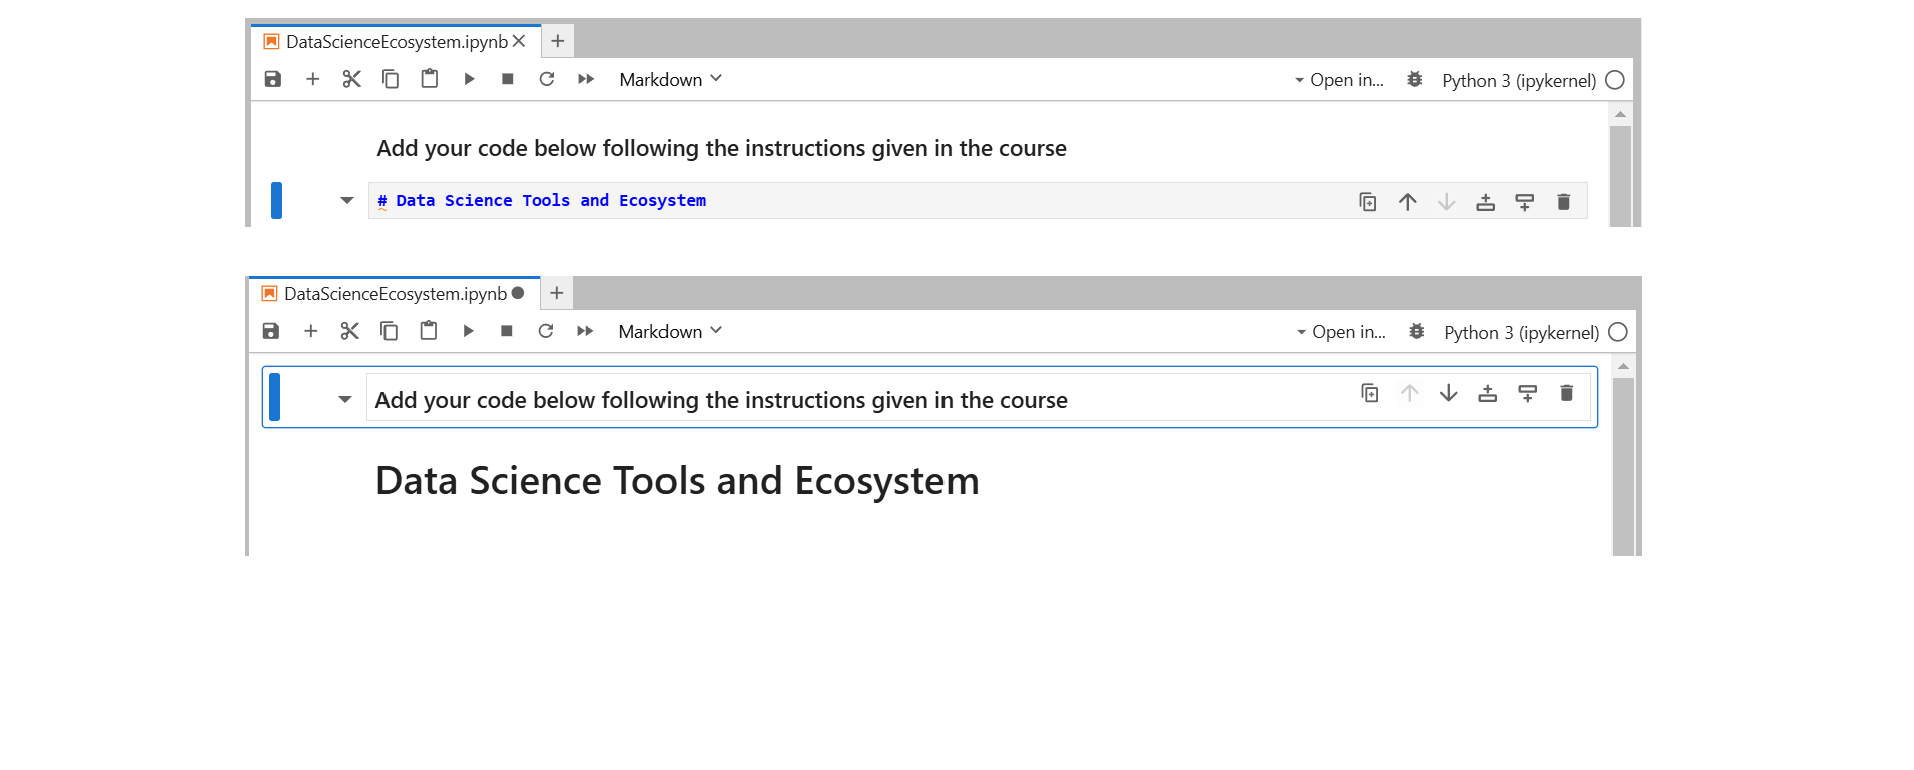 DataScienceEcosystem.ipynb
Markdown Open in... Python 3 (ipykernel)
Add your code below following the instructions given in the course
# Data Science Tools and Ecosystem
DataScienceEcosystem.ipynb
Markdown Open in... Python 3 (ipykernel)
Add your code below following the instructions given in the course
Data Science Tools and Ecosystem